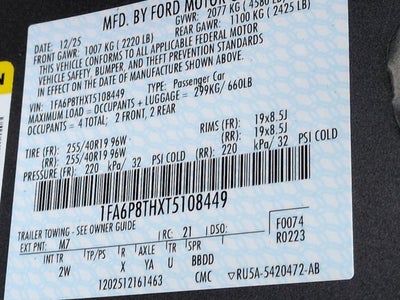 MFD. BY FORD MOTOR
DATE: 12/25 GVWR: 2077 KG (4580 LB)
FRONT GAWR: 1007 KG (2220 LB) REAR GAWR: 1100 KG (2425 LB)
THIS VEHICLE CONFORMS TO ALL APPLICABLE FEDERAL MOTOR
VEHICLE SAFETY, BUMPER, AND THEFT PREVENTION STANDARDS
IN EFFECT ON THE DATE OF MANUFACTURE SHOWN ABOVE.
VIN: 1FA6P8THXT5108449 TYPE: Passenger Car
MAXIMUM LOAD = OCCUPANTS + LUGGAGE = 299KG/ 660LB
OCCUPANTS = 4 TOTAL; 2 FRONT, 2 REAR
TIRE (FR): 255/40R19 96W RIMS (FR): 19x8.5J
(RR): 255/40R19 96W (RR): 19x8.5J
PRESSURE (FR): 220 kPa/ 32 PSI COLD (RR): 220 kPa/ 32 PSI COLD
1FA6P8THXT5108449
TRAILER TOWING - SEE OWNER GUIDE
F0074
R0223
EXT PNT: M7 RC: 21 DSO:
INT TR TP/PS R AXLE TR SPR
2W X YA U BBDD
1202512161463 CMC ▽RU5A-5420472-AB